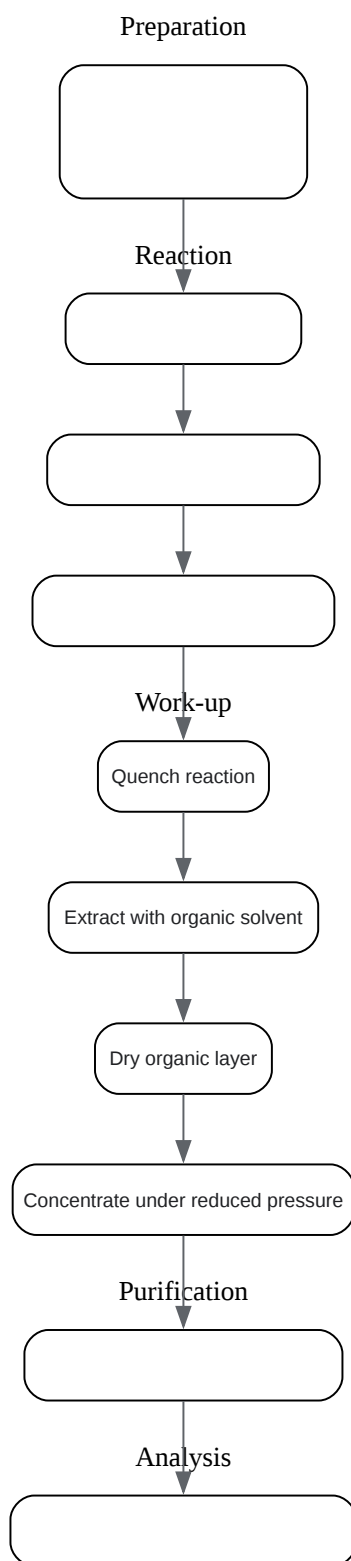 Preparation
Reaction
Work-up
Quench reaction
Extract with organic solvent
Dry organic layer
Concentrate under reduced pressure
Purification
Analysis